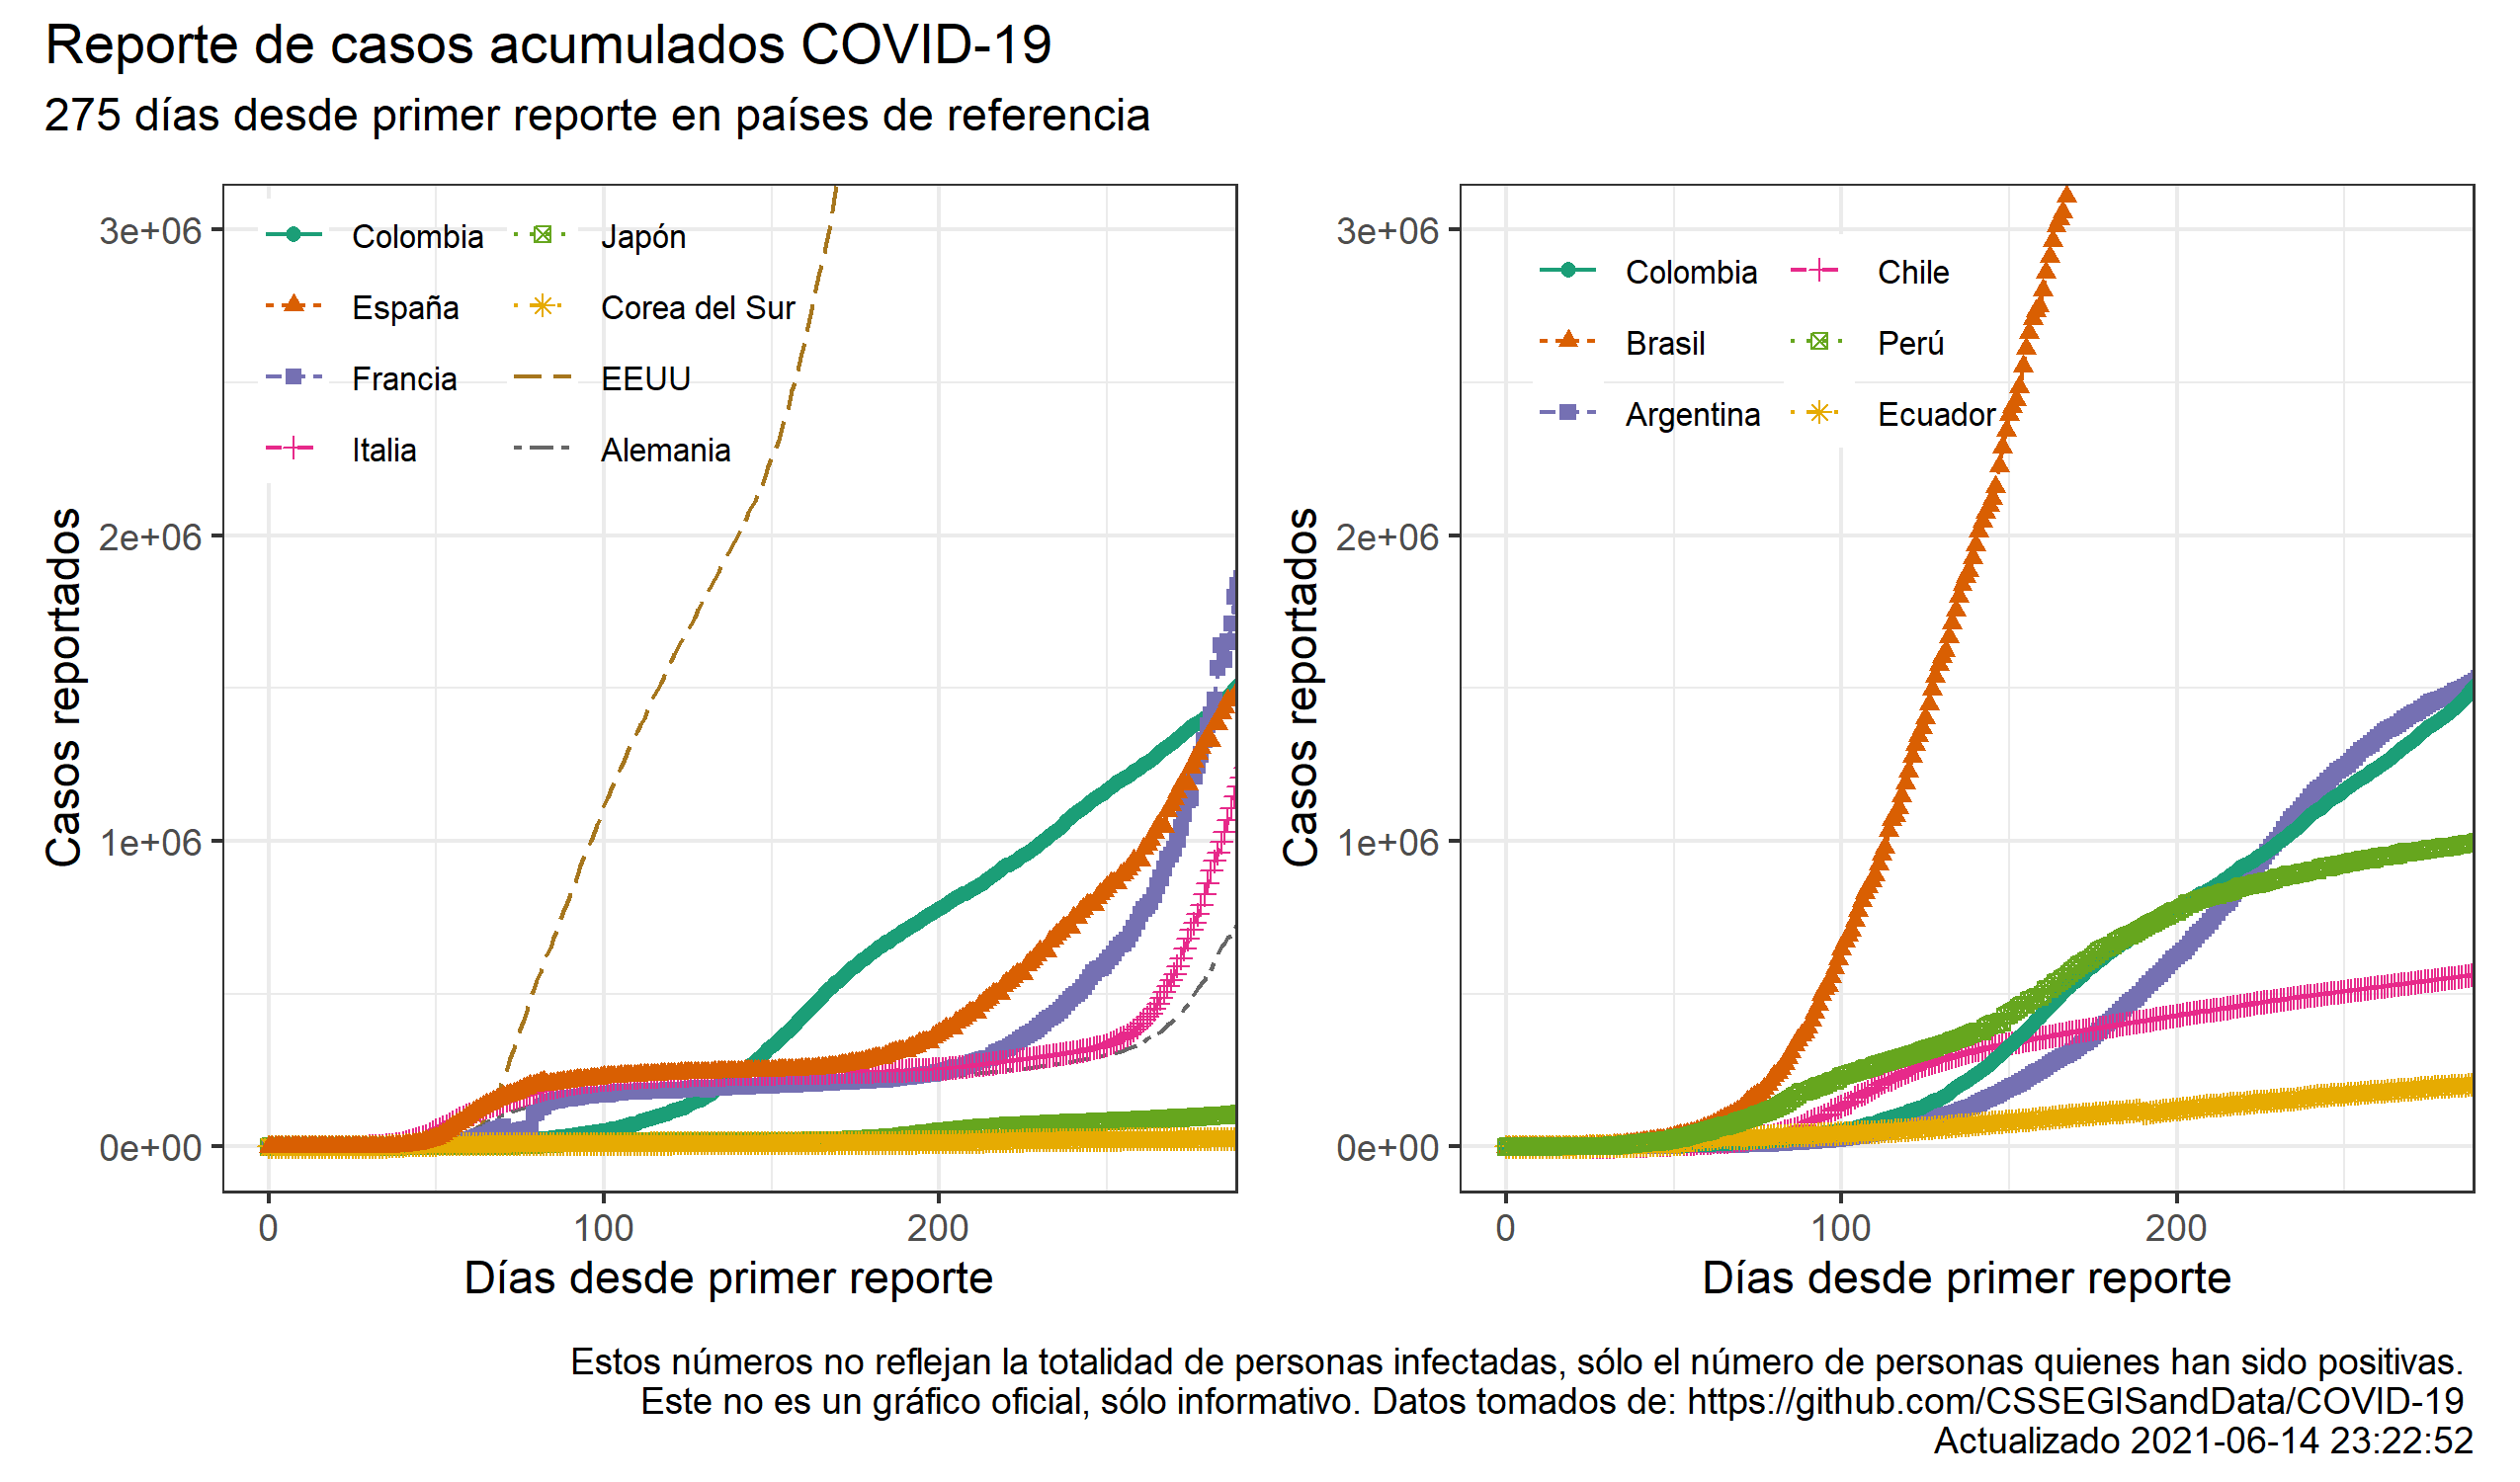 Reporte de casos acumulados COVID-19
275 días desde primer reporte en países de referencia
Casos reportados
3e+06
2e+06
1e+06
0e+00
Colombia
España
Francia
Italia
Japón
Corea del Sur
EEUU
Alemania
0
100
200
Días desde primer reporte
Casos reportados
3e+06
2e+06
1e+06
0e+00
Colombia
Brasil
Argentina
Chile
Perú
Ecuador
0
100
200
Días desde primer reporte
Estos números no reflejan la totalidad de personas infectadas, sólo el número de personas quienes han sido positivas.
Este no es un gráfico oficial, sólo informativo. Datos tomados de: https://github.com/CSSEGISandData/COVID-19
Actualizado 2021-06-14 23:22:52